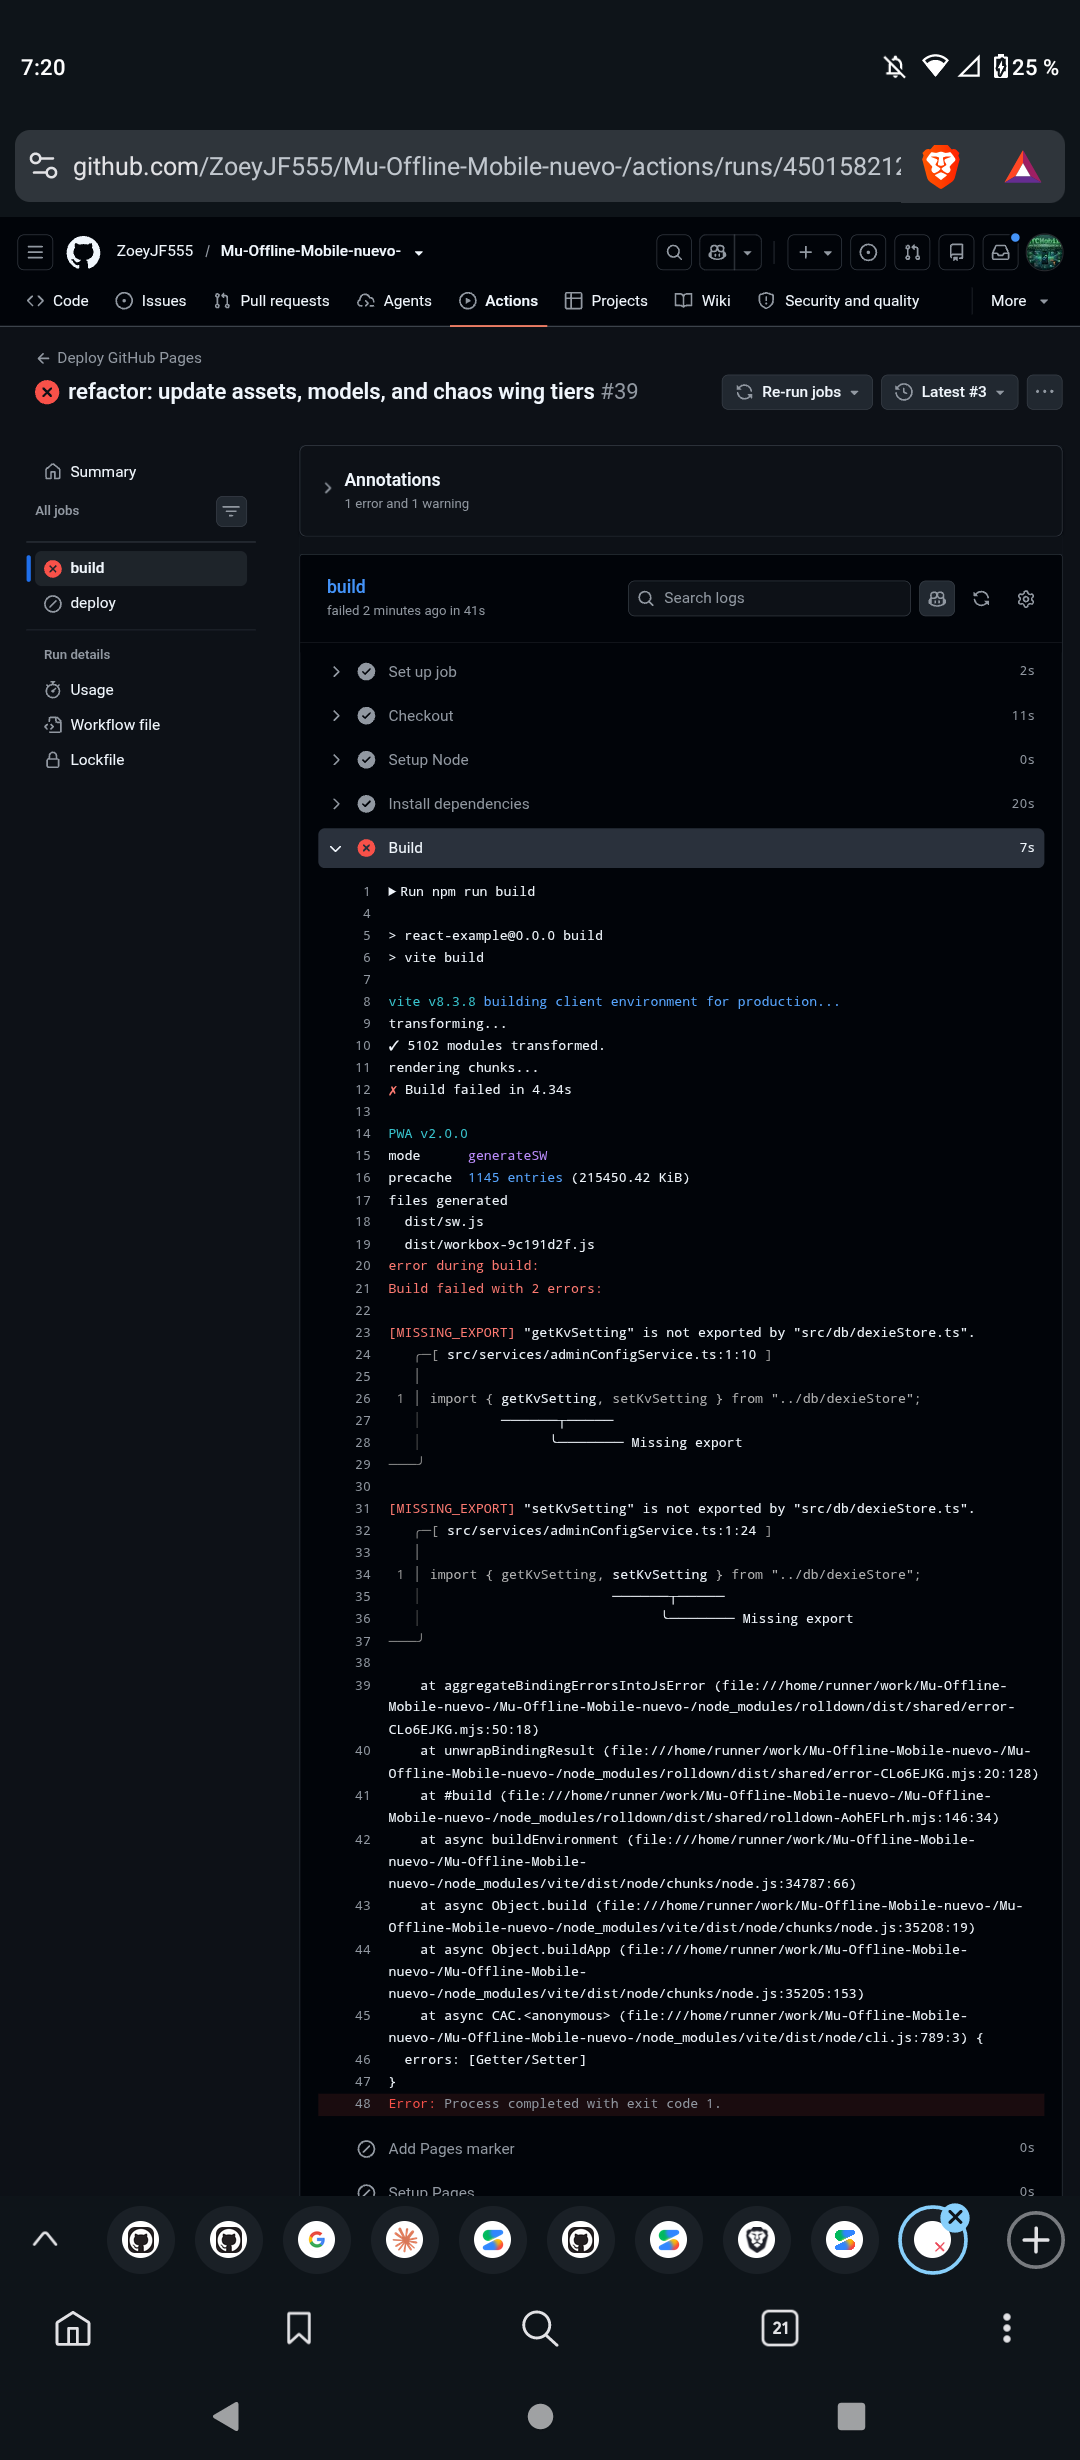 7:20
25 %
github.com/ZoeyJF555/Mu-Offline-Mobile-nuevo-/actions/runs/45015821
ZoeyJF555 / Mu-Offline-Mobile-nuevo-
Code
Issues
Pull requests
Agents
Actions
Projects
Wiki
Security and quality
More
Deploy GitHub Pages
refactor: update assets, models, and chaos wing tiers #39
Re-run jobs
Latest #3
Summary
All jobs
build
deploy
Run details
Usage
Workflow file
Lockfile
Annotations
1 error and 1 warning
build
failed 2 minutes ago in 41s
Search logs
Set up job 2s
Checkout 11s
Setup Node 0s
Install dependencies 20s
Build 7s
1 Run npm run build
4
5 > react-example@0.0.0 build
6 > vite build
7
8 vite v8.3.8 building client environment for production...
9 transforming...
10 ✓ 5102 modules transformed.
11 rendering chunks...
12 ✗ Build failed in 4.34s
13
14 PWA v2.0.0
15 mode generateSW
16 precache 1145 entries (215450.42 KiB)
17 files generated
18 dist/sw.js
19 dist/workbox-9c191d2f.js
20 error during build:
21 Build failed with 2 errors:
22
23 [MISSING_EXPORT] "getKvSetting" is not exported by "src/db/dexieStore.ts".
24 ╭─[ src/services/adminConfigService.ts:1:10 ]
25 │
26 1 │ import { getKvSetting, setKvSetting } from "../db/dexieStore";
27 │ ──────┬─────
28 │ ╰─────── Missing export
29 ───╯
30
31 [MISSING_EXPORT] "setKvSetting" is not exported by "src/db/dexieStore.ts".
32 ╭─[ src/services/adminConfigService.ts:1:24 ]
33 │
34 1 │ import { getKvSetting, setKvSetting } from "../db/dexieStore";
35 │ ──────┬─────
36 │ ╰─────── Missing export
37 ───╯
38
39 at aggregateBindingErrorsIntoJsError (file:///home/runner/work/Mu-Offline-
Mobile-nuevo-/Mu-Offline-Mobile-nuevo-/node_modules/rolldown/dist/shared/error-
CLo6EJKG.mjs:50:18)
40 at unwrapBindingResult (file:///home/runner/work/Mu-Offline-Mobile-nuevo-/Mu-
Offline-Mobile-nuevo-/node_modules/rolldown/dist/shared/error-CLo6EJKG.mjs:20:128)
41 at #build (file:///home/runner/work/Mu-Offline-Mobile-nuevo-/Mu-Offline-
Mobile-nuevo-/node_modules/rolldown/dist/shared/rolldown-AohEFLrh.mjs:146:34)
42 at async buildEnvironment (file:///home/runner/work/Mu-Offline-Mobile-
nuevo-/Mu-Offline-Mobile-
nuevo-/node_modules/vite/dist/node/chunks/node.js:34787:66)
43 at async Object.build (file:///home/runner/work/Mu-Offline-Mobile-nuevo-/Mu-
Offline-Mobile-nuevo-/node_modules/vite/dist/node/chunks/node.js:35208:19)
44 at async Object.buildApp (file:///home/runner/work/Mu-Offline-Mobile-
nuevo-/Mu-Offline-Mobile-
nuevo-/node_modules/vite/dist/node/chunks/node.js:35205:153)
45 at async CAC.<anonymous> (file:///home/runner/work/Mu-Offline-Mobile-
nuevo-/Mu-Offline-Mobile-nuevo-/node_modules/vite/dist/node/cli.js:789:3) {
46 errors: [Getter/Setter]
47 }
48 Error: Process completed with exit code 1.
Add Pages marker 0s
Setup Pages 0s
21